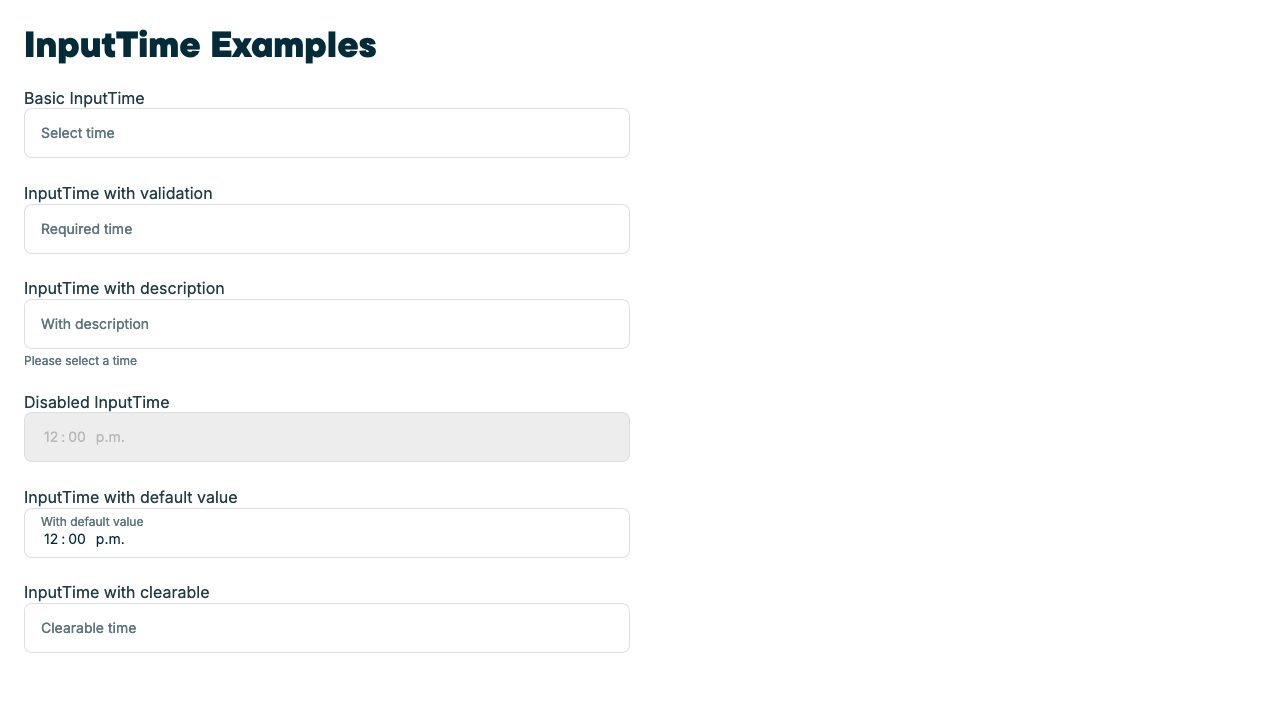 InputTime Examples
Basic InputTime
Select time
InputTime with validation
Required time
InputTime with description
With description
Please select a time
Disabled InputTime
12 : 00 p.m.
InputTime with default value
With default value
12 : 00 p.m.
InputTime with clearable
Clearable time